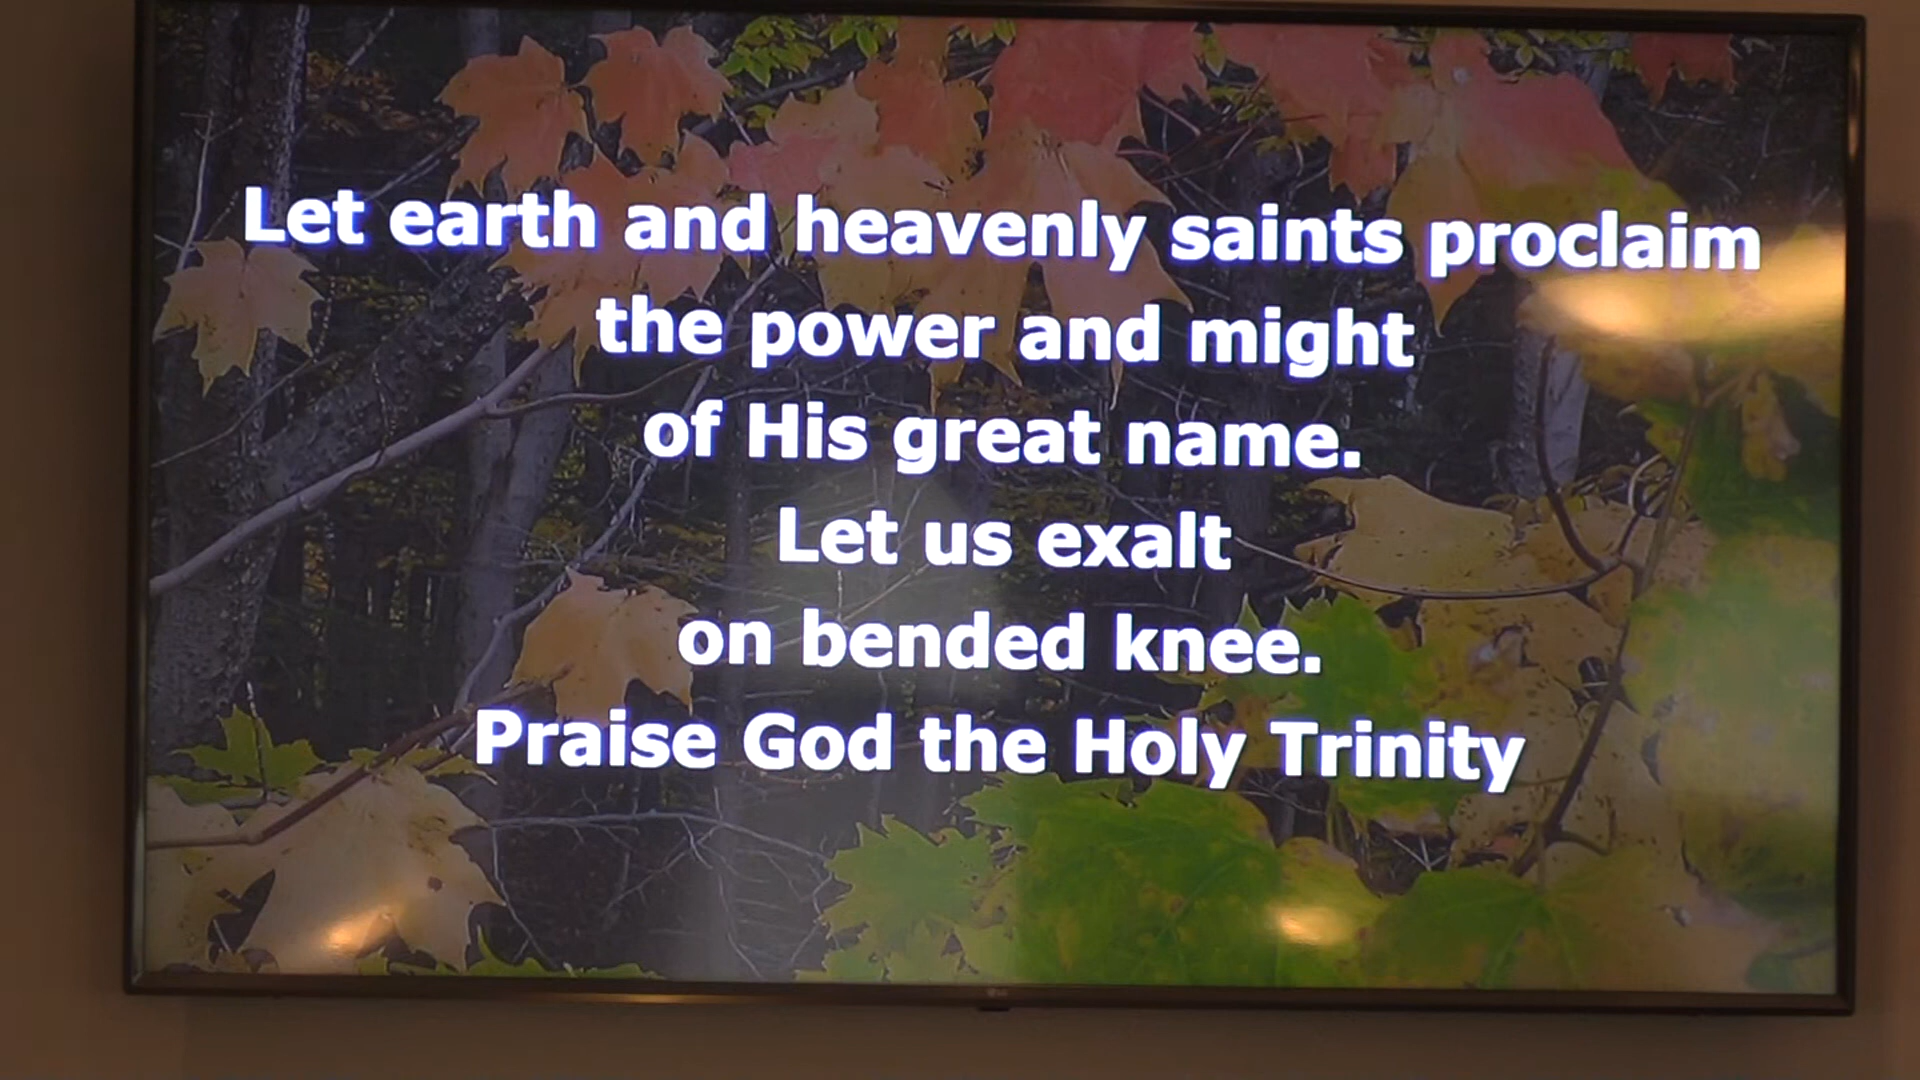 Let earth and heavenly saints proclaim
the power and might
of His great name.
Let us exalt
on bended knee.
Praise God the Holy Trinity